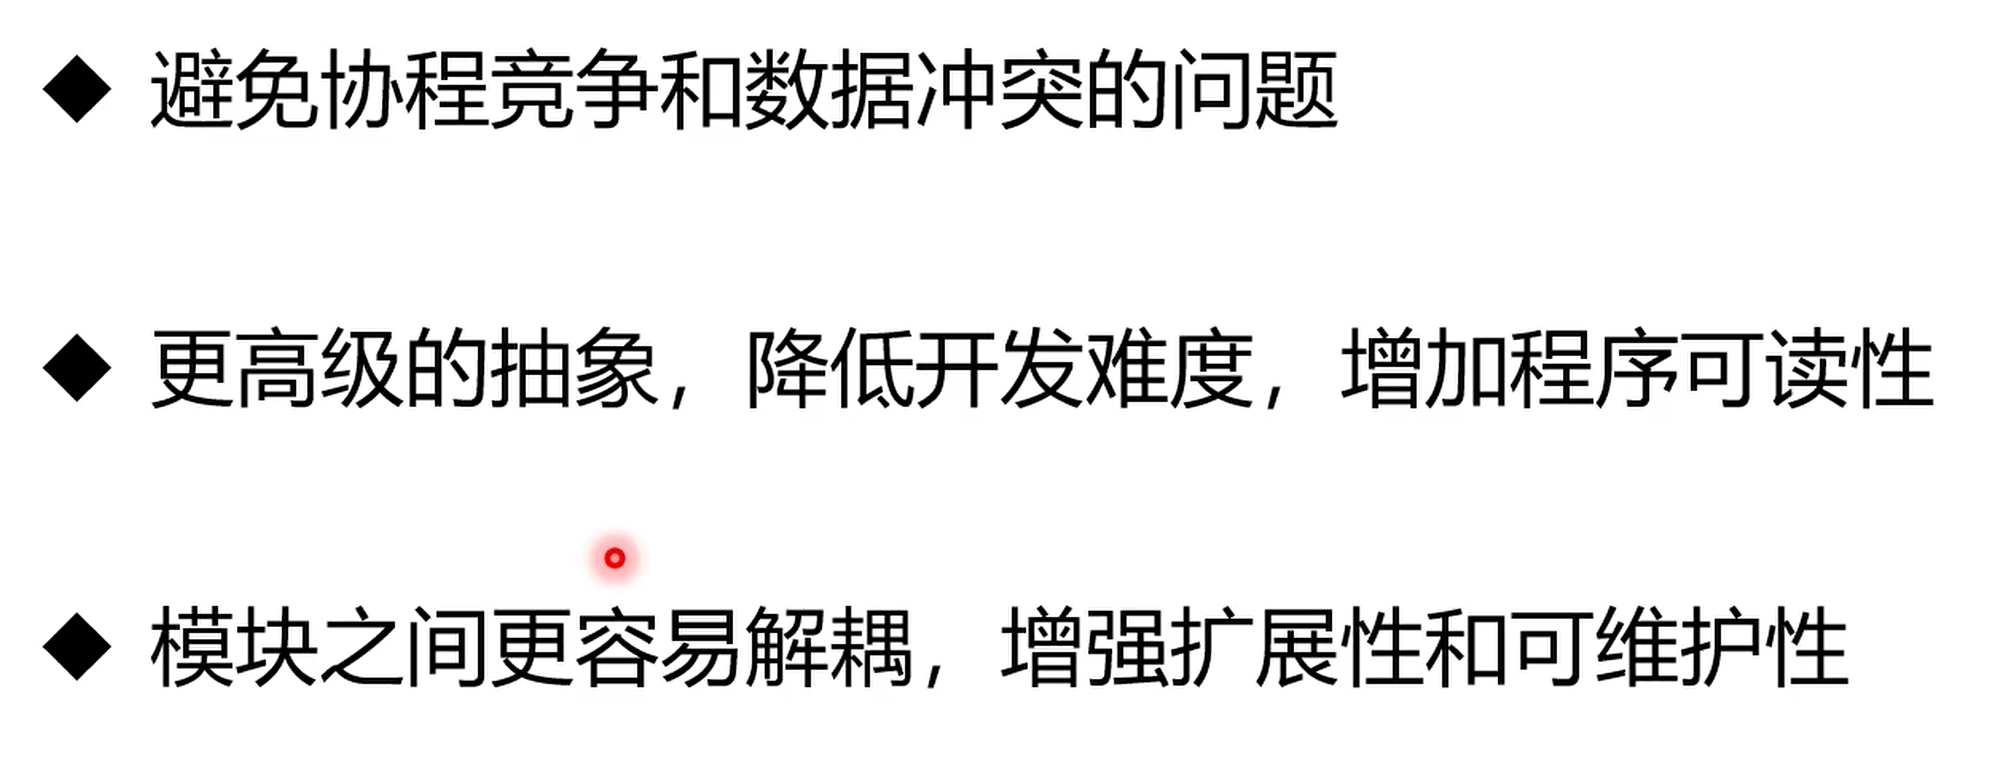 ◆ 避免协程竞争和数据冲突的问题
◆ 更高级的抽象，降低开发难度，增加程序可读性
◆ 模块之间更容易解耦，增强扩展性和可维护性